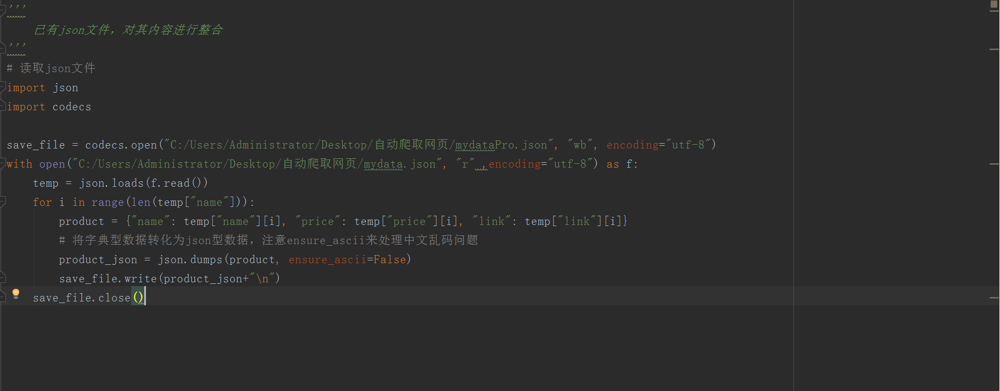 '''
    已有json文件，对其内容进行整合
'''
# 读取json文件
import json
import codecs
save_file = codecs.open("C:/Users/Administrator/Desktop/自动爬取网页/mydataPro.json", "wb", encoding="utf-8")
with open("C:/Users/Administrator/Desktop/自动爬取网页/mydata.json", "r" ,encoding="utf-8") as f:
    temp = json.loads(f.read())
    for i in range(len(temp["name"])):
        product = {"name": temp["name"][i], "price": temp["price"][i], "link": temp["link"][i]}
        # 将字典型数据转化为json型数据，注意ensure_ascii来处理中文乱码问题
        product_json = json.dumps(product, ensure_ascii=False)
        save_file.write(product_json+"\n")
    save_file.close()